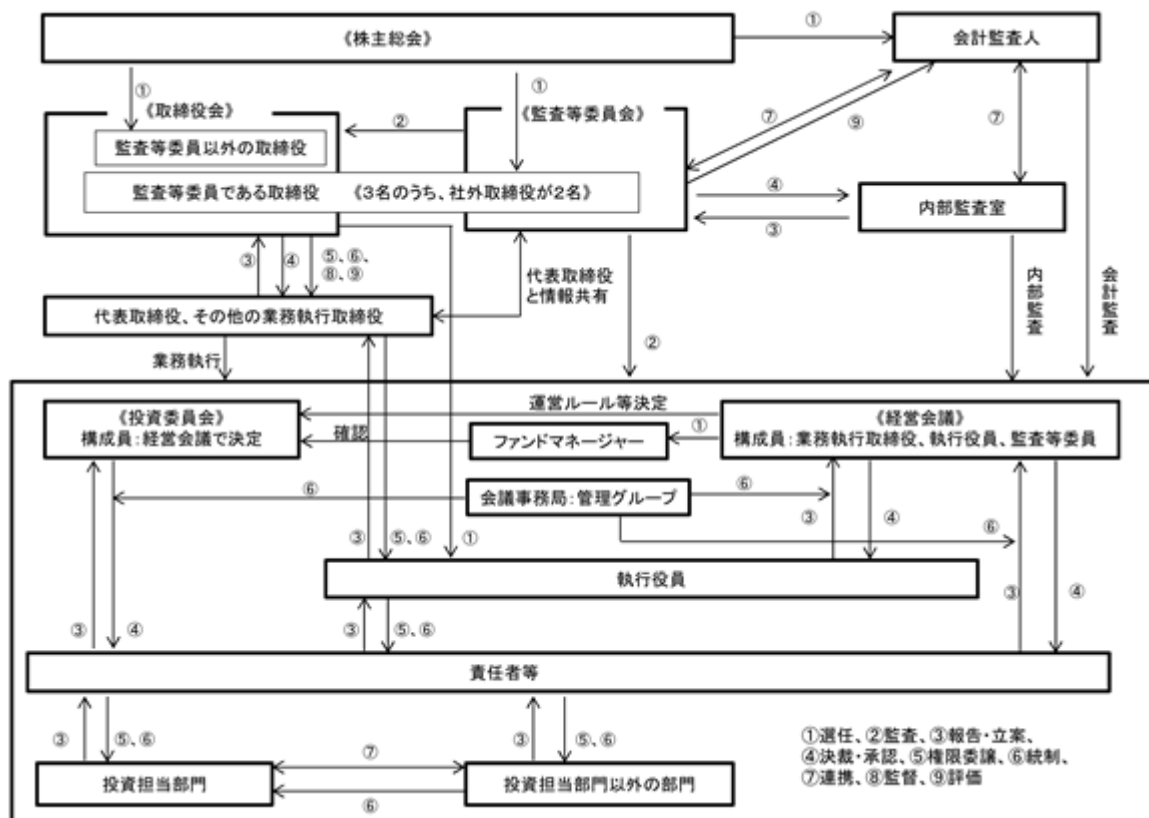 《株主総会》
①
会計監査人
①
①
《取締役会》
《監査等委員会》
②
⑦
⑨
⑦
監査等委員以外の取締役
監査等委員である取締役 《3名のうち、社外取締役が2名》
④
③
内部監査室
③
④
⑤、⑥、
⑧、⑨
代表取締役
と情報共有
内部監査
会計監査
代表取締役、その他の業務執行取締役
②
業務執行
運営ルール等決定
《投資委員会》
構成員:経営会議で決定
確認
ファンドマネージャー
①
《経営会議》
構成員:業務執行取締役、執行役員、監査等委員
⑥
会議事務局:管理グループ
⑥
③
④
⑥
③
⑤、⑥
①
執行役員
③
④
③
④
③
⑤、⑥
責任者等
③
⑤、⑥
③
⑤、⑥
⑦
投資担当部門
投資担当部門以外の部門
⑥
①選任、②監査、③報告・立案、
④決裁・承認、⑤権限委譲、⑥統制、
⑦連携、⑧監督、⑨評価